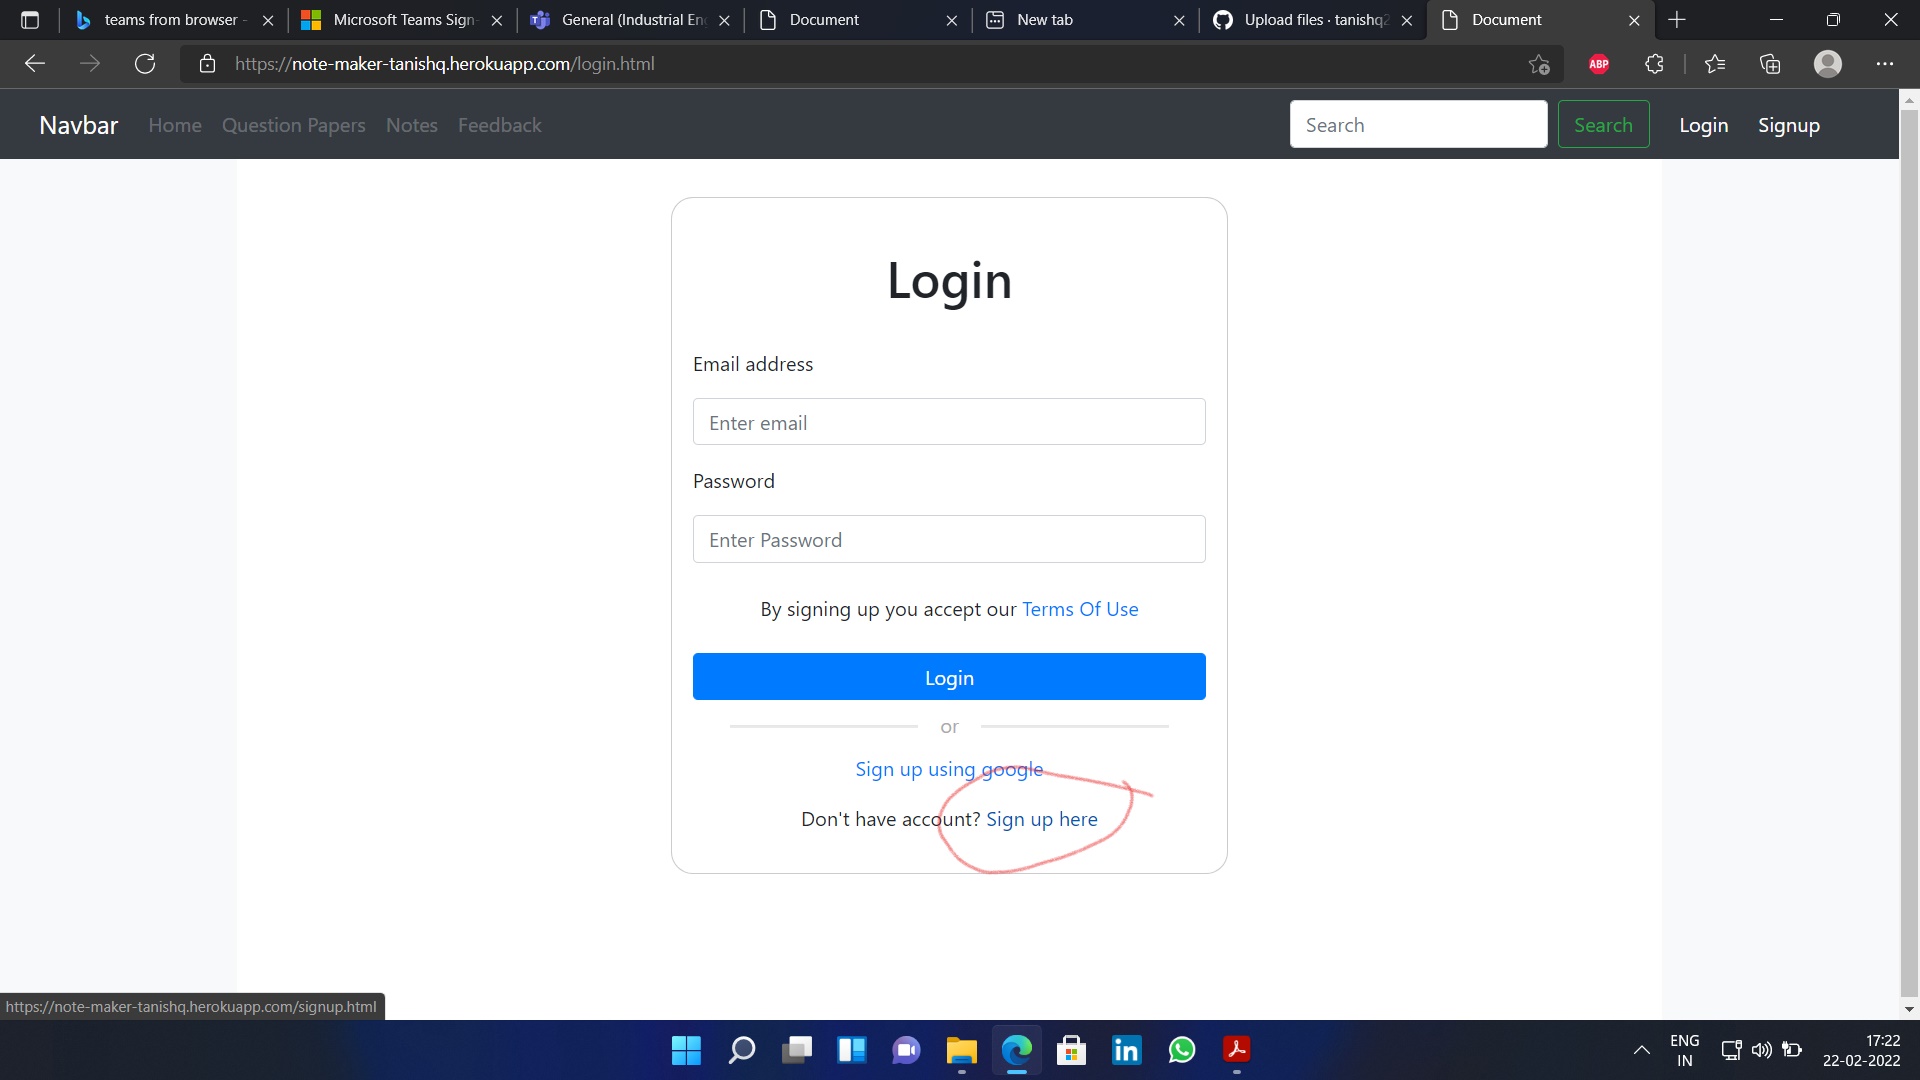 teams from browser -
Microsoft Teams Sign-
General (Industrial En
Document
New tab
Upload files · tanishq2
Document
https://note-maker-tanishq.herokuapp.com/login.html
ABP
Navbar Home Question Papers Notes Feedback Search Search Login Signup
Login
Email address
Enter email
Password
Enter Password
By signing up you accept our Terms Of Use
Login
or
Sign up using google
Don't have account? Sign up here
https://note-maker-tanishq.herokuapp.com/signup.html
ENG
IN
17:22
22-02-2022